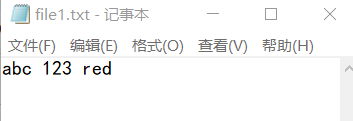 file1.txt - 记事本
文件(F) 编辑(E) 格式(O) 查看(V) 帮助(H)
abc 123 red